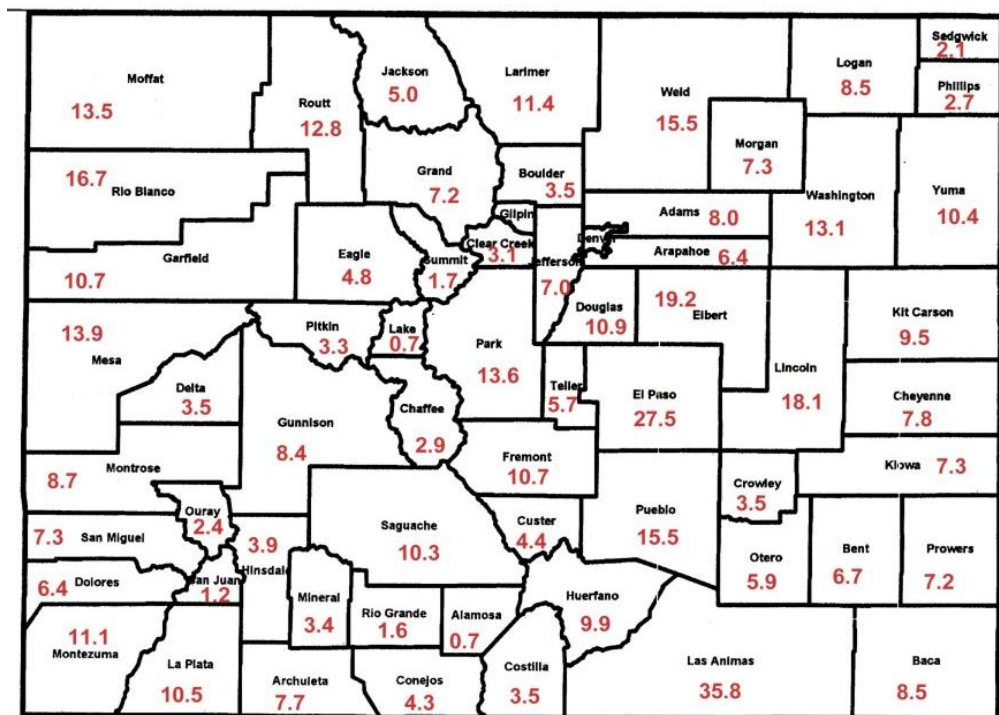 Moffat
13.5
Routt
12.8
Jackson
5.0
Larimer
11.4
Weld
15.5
Logan
8.5
Sedgwick
2.1
Phillips
2.7
Morgan
7.3
Rio Blanco
16.7
Grand
7.2
Boulder
3.5
Gilpin
Clear Creek
3.1
Adams
8.0
Washington
13.1
Yuma
10.4
Garfield
10.7
Eagle
4.8
Summit
1.7
Jefferson
7.0
Arapahoe
6.4
Mesa
13.9
Pitkin
3.3
Lake
0.7
Park
13.6
Douglas
10.9
Elbert
19.2
Lincoln
18.1
Kit Carson
9.5
Delta
3.5
Gunnison
8.4
Chaffee
2.9
Teller
5.7
El Paso
27.5
Cheyenne
7.8
Montrose
8.7
Fremont
10.7
Kiowa
7.3
Crowley
3.5
Ouray
2.4
San Miguel
7.3
Hinsdale
3.9
Saguache
10.3
Custer
4.4
Pueblo
15.5
Otero
5.9
Bent
6.7
Prowers
7.2
Dolores
6.4
San Juan
1.2
Mineral
3.4
Rio Grande
1.6
Alamosa
0.7
Huerfano
9.9
Montezuma
11.1
La Plata
10.5
Archuleta
7.7
Conejos
4.3
Costilla
3.5
Las Animas
35.8
Baca
8.5